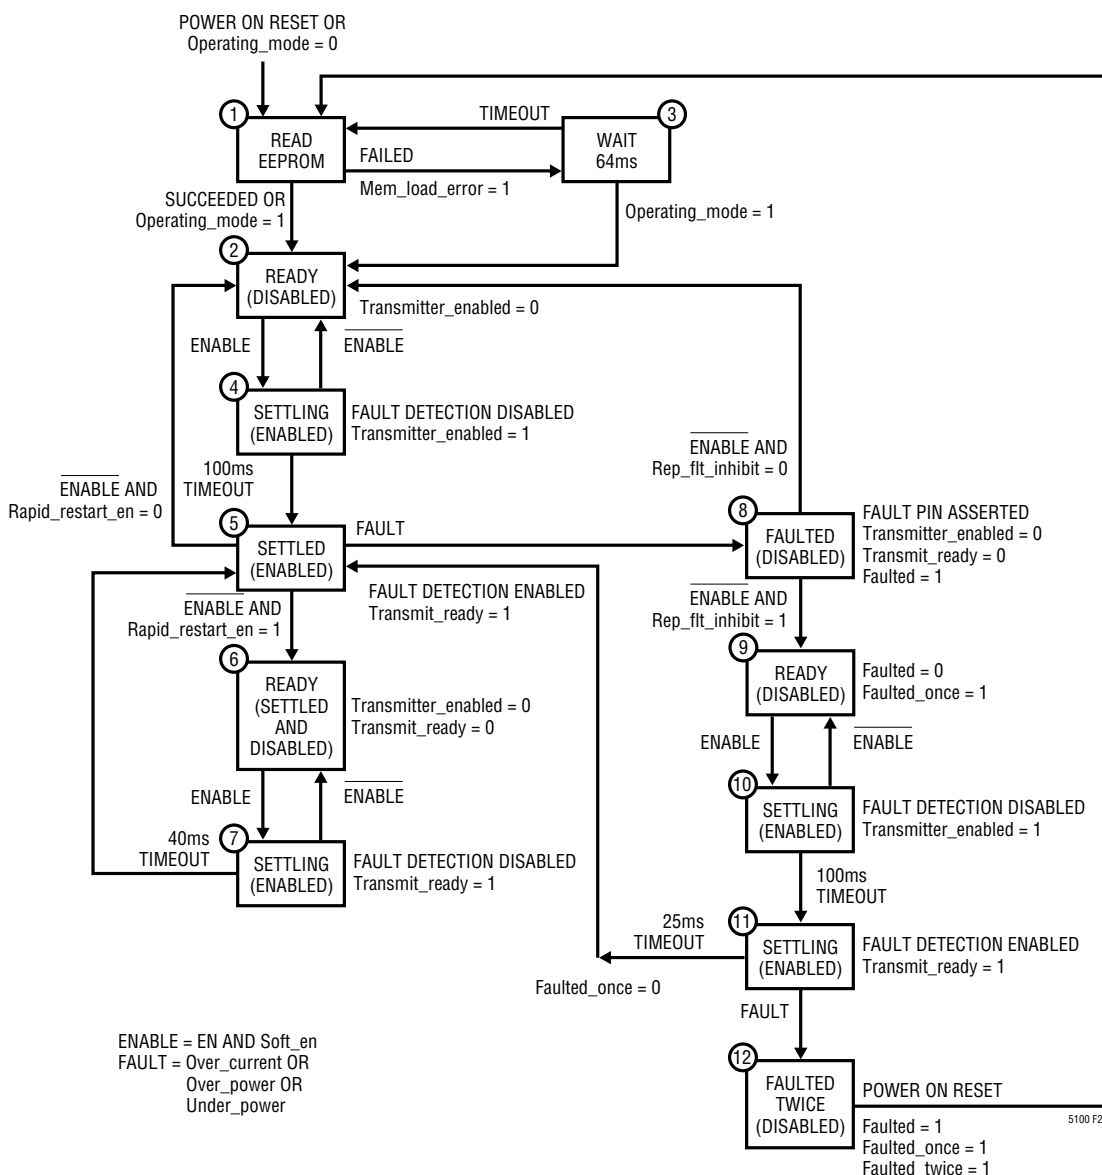 POWER ON RESET OR
Operating_mode = 0
1
READ
EEPROM
TIMEOUT
3
WAIT
64ms
FAILED
Mem_load_error = 1
SUCCEEDED OR
Operating_mode = 1
Operating_mode = 1
2
READY
(DISABLED)
Transmitter_enabled = 0
ENABLE
ENABLE
4
SETTLING
(ENABLED)
FAULT DETECTION DISABLED
Transmitter_enabled = 1
ENABLE AND
Rapid_restart_en = 0
100ms
TIMEOUT
ENABLE AND
Rep_flt_inhibit = 0
5
SETTLED
(ENABLED)
FAULT
8
FAULTED
(DISABLED)
FAULT PIN ASSERTED
Transmitter_enabled = 0
Transmit_ready = 0
Faulted = 1
FAULT DETECTION ENABLED
Transmit_ready = 1
ENABLE AND
Rapid_restart_en = 1
ENABLE AND
Rep_flt_inhibit = 1
6
READY
(SETTLED
AND
DISABLED)
Transmitter_enabled = 0
Transmit_ready = 0
9
READY
(DISABLED)
Faulted = 0
Faulted_once = 1
ENABLE
ENABLE
ENABLE
ENABLE
40ms
TIMEOUT
7
SETTLING
(ENABLED)
FAULT DETECTION DISABLED
Transmit_ready = 1
10
SETTLING
(ENABLED)
FAULT DETECTION DISABLED
Transmitter_enabled = 1
100ms
TIMEOUT
25ms
TIMEOUT
Faulted_once = 0
11
SETTLING
(ENABLED)
FAULT DETECTION ENABLED
Transmit_ready = 1
FAULT
ENABLE = EN AND Soft_en
FAULT = Over_current OR
Over_power OR
Under_power
12
FAULTED
TWICE
(DISABLED)
POWER ON RESET
Faulted = 1
Faulted_once = 1
Faulted_twice = 1
5100 F2